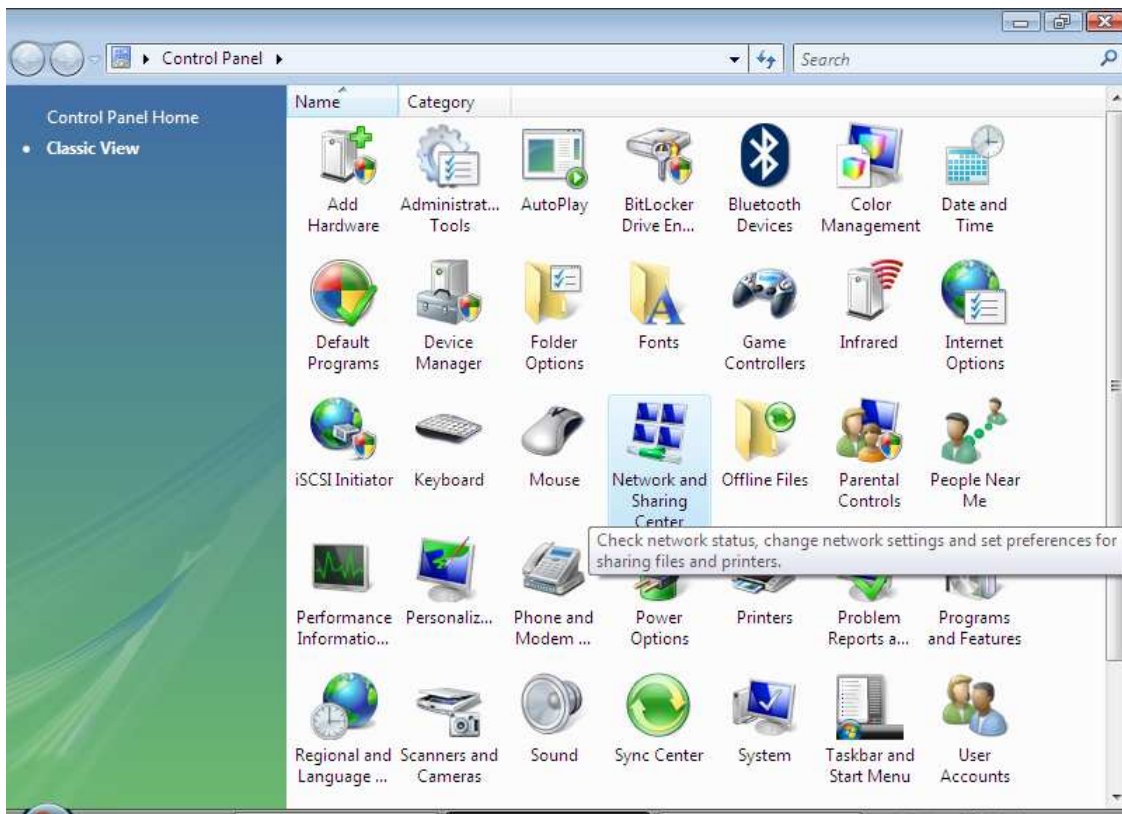 Control Panel
Search
Control Panel Home
Classic View
Name Category
Add Administrat... AutoPlay BitLocker Bluetooth Color Date and
Hardware Tools Drive En... Devices Management Time
Default Device Folder Fonts Game Infrared Internet
Programs Manager Options Controllers Options
iSCSI Initiator Keyboard Mouse Network and Offline Files Parental People Near
Sharing Controls Me
Center
Check network status, change network settings and set preferences for
sharing files and printers.
Performance Personaliz... Phone and Power Printers Problem Programs
Informatio... Modem ... Options Reports a... and Features
Regional and Scanners and Sound Sync Center System Taskbar and User
Language ... Cameras Start Menu Accounts